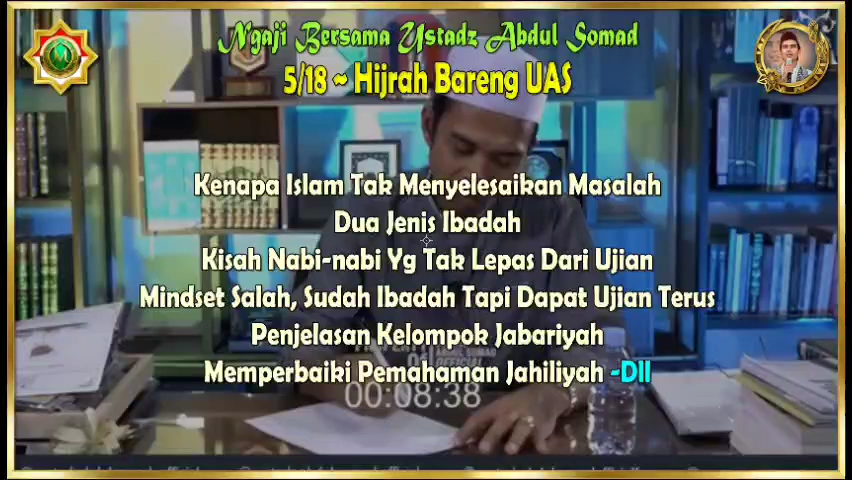 Ngaji Bersama Ustadz Abdul Somad
5/18 ~ Hijrah Bareng UAS
Kenapa Islam Tak Menyelesaikan Masalah
Dua Jenis Ibadah
Kisah Nabi-nabi Yg Tak Lepas Dari Ujian
Mindset Salah, Sudah Ibadah Tapi Dapat Ujian Terus
Penjelasan Kelompok Jabariyah
Memperbaiki Pemahaman Jahiliyah -Dll
00:08:38